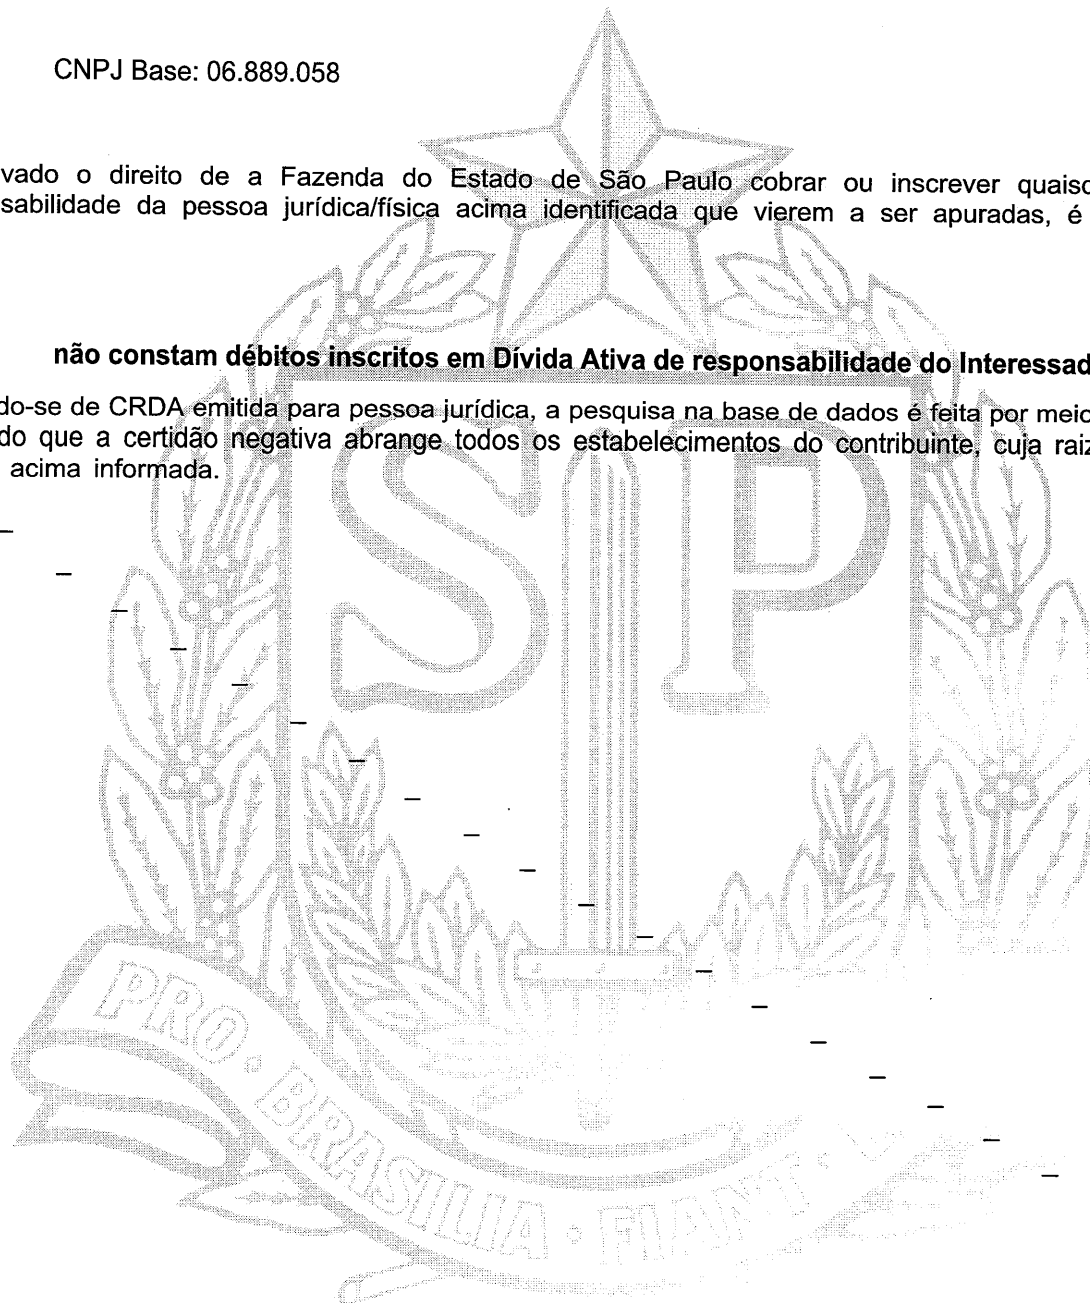 CNPJ Base: 06.889.058
vado o direito de a Fazenda do Estado de São Paulo cobrar ou inscrever quaisq
sabilidade da pessoa jurídica/física acima identificada que vierem a ser apuradas, é
não constam débitos inscritos em Dívida Ativa de responsabilidade do Interessad
do-se de CRDA emitida para pessoa jurídica, a pesquisa na base de dados é feita por meio
do que a certidão negativa abrange todos os estabelecimentos do contribuinte, cuja raiz
acima informada.
SP
PRO · BRASILIA · FIANT ·